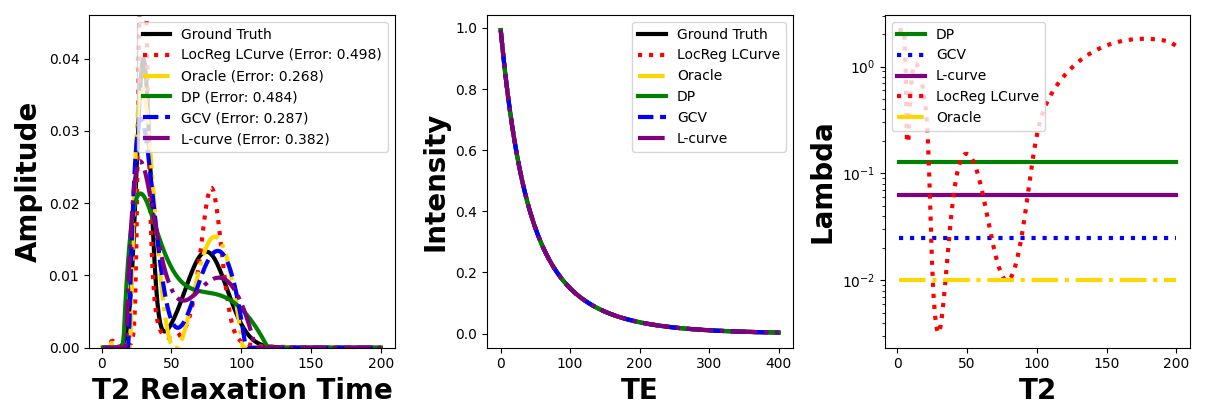 Amplitude
0.04
0.03
0.02
0.01
0.00
0
50
100
150
200
T2 Relaxation Time
Ground Truth
LocReg LCurve (Error: 0.498)
Oracle (Error: 0.268)
DP (Error: 0.484)
GCV (Error: 0.287)
L-curve (Error: 0.382)
Intensity
1.0
0.8
0.6
0.4
0.2
0.0
0
100
200
300
400
TE
Ground Truth
LocReg LCurve
Oracle
DP
GCV
L-curve
Lambda
10⁰
10⁻¹
10⁻²
0
50
100
150
200
T2
DP
GCV
L-curve
LocReg LCurve
Oracle